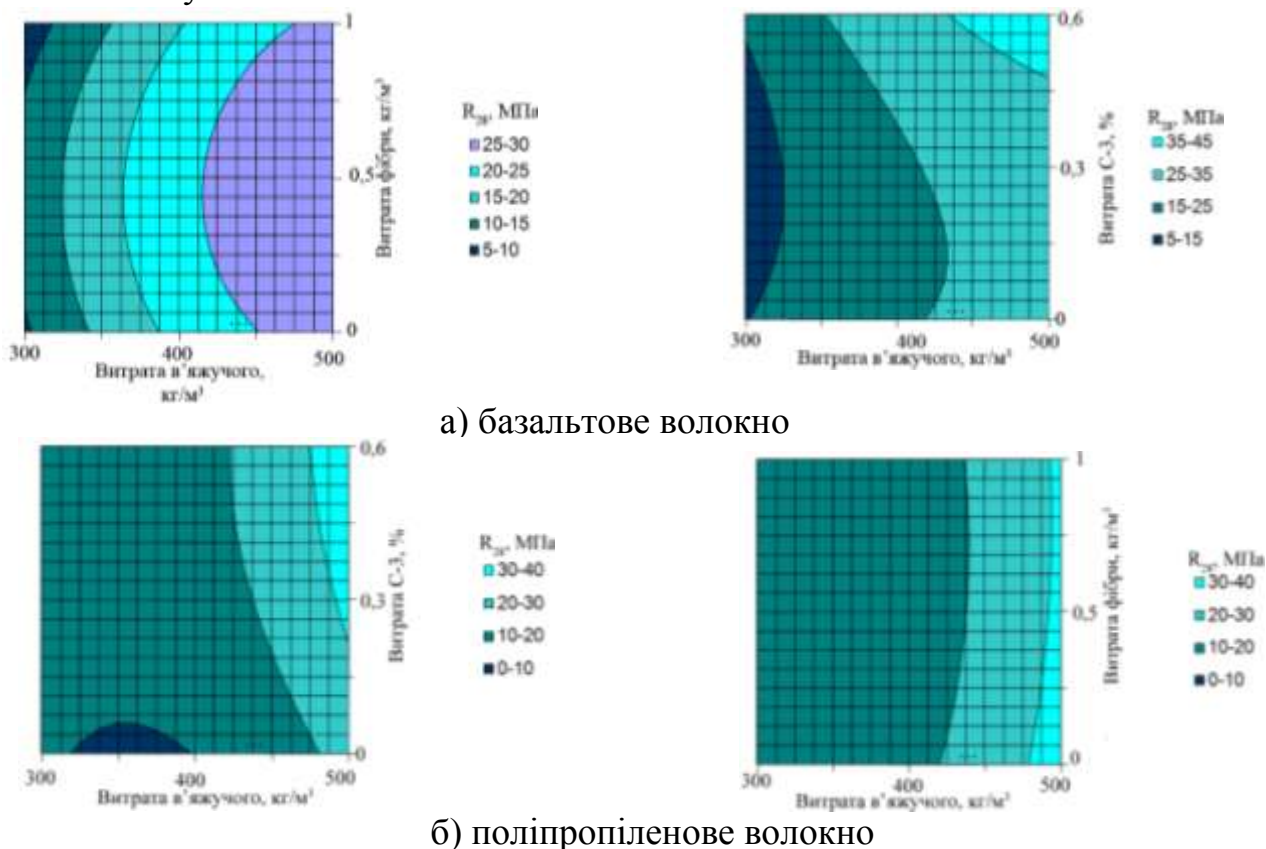 1
0,5
0
Витрата фібри, кг/м³
300
400
500
Витрата в’яжучого,
кг/м³
R₂₈, МПа
25-30
20-25
15-20
10-15
5-10
0,6
0,3
0
Витрата С-3, %
300
400
500
Витрата в’яжучого, кг/м³
R₂₈, МПа
35-45
25-35
15-25
5-15
а) базальтове волокно
0,6
0,3
0
Витрата С-3, %
300
400
500
Витрата в’яжучого, кг/м³
R₂₈, МПа
30-40
20-30
10-20
0-10
1
0,5
0
Витрата фібри, кг/м³
300
400
500
Витрата в’яжучого, кг/м³
R₂₈, МПа
30-40
20-30
10-20
0-10
б) поліпропіленове волокно